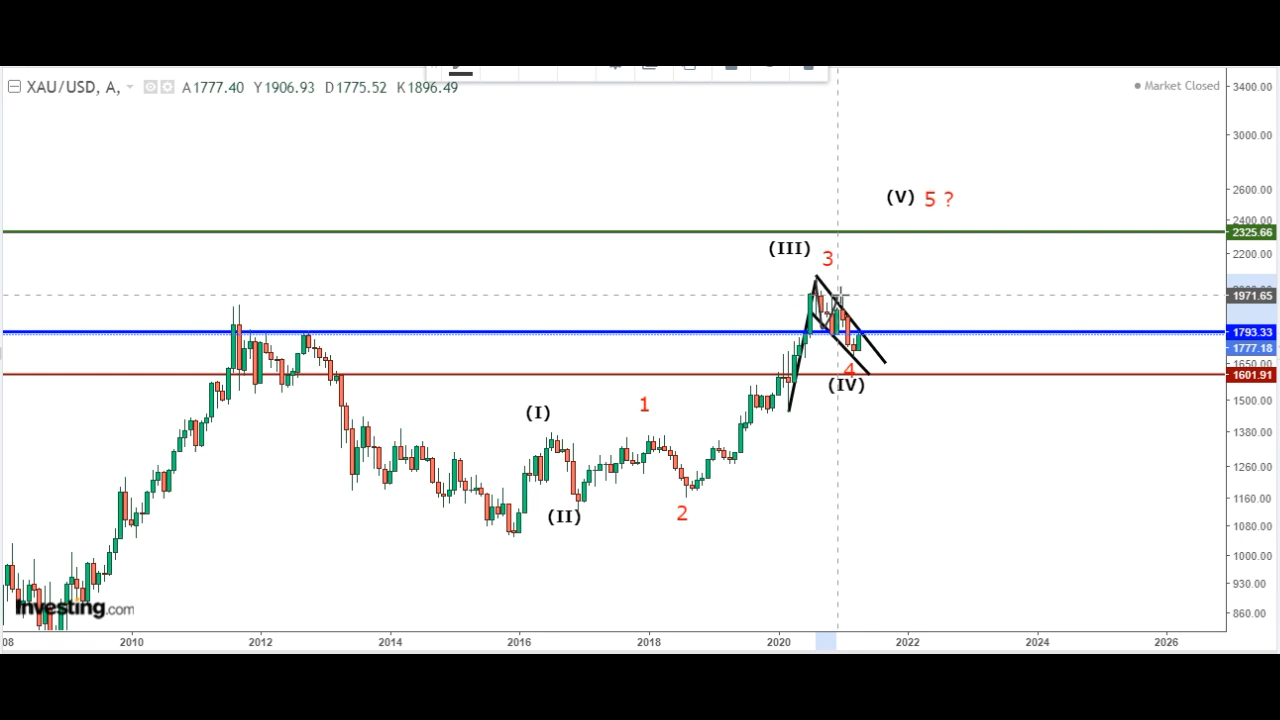 XAU/USD, A, A1777.40 Y1906.93 D1775.52 K1896.49
Market Closed
3400.00
3000.00
2600.00
2400.00
2325.66
2200.00
1971.65
1793.33
1777.18
1650.00
1601.91
1500.00
1380.00
1260.00
1160.00
1080.00
1000.00
930.00
860.00
(V) 5 ?
(III) 3
4
(IV)
(I) 1
(II) 2
Investing.com
08 2010 2012 2014 2016 2018 2020 2022 2024 2026